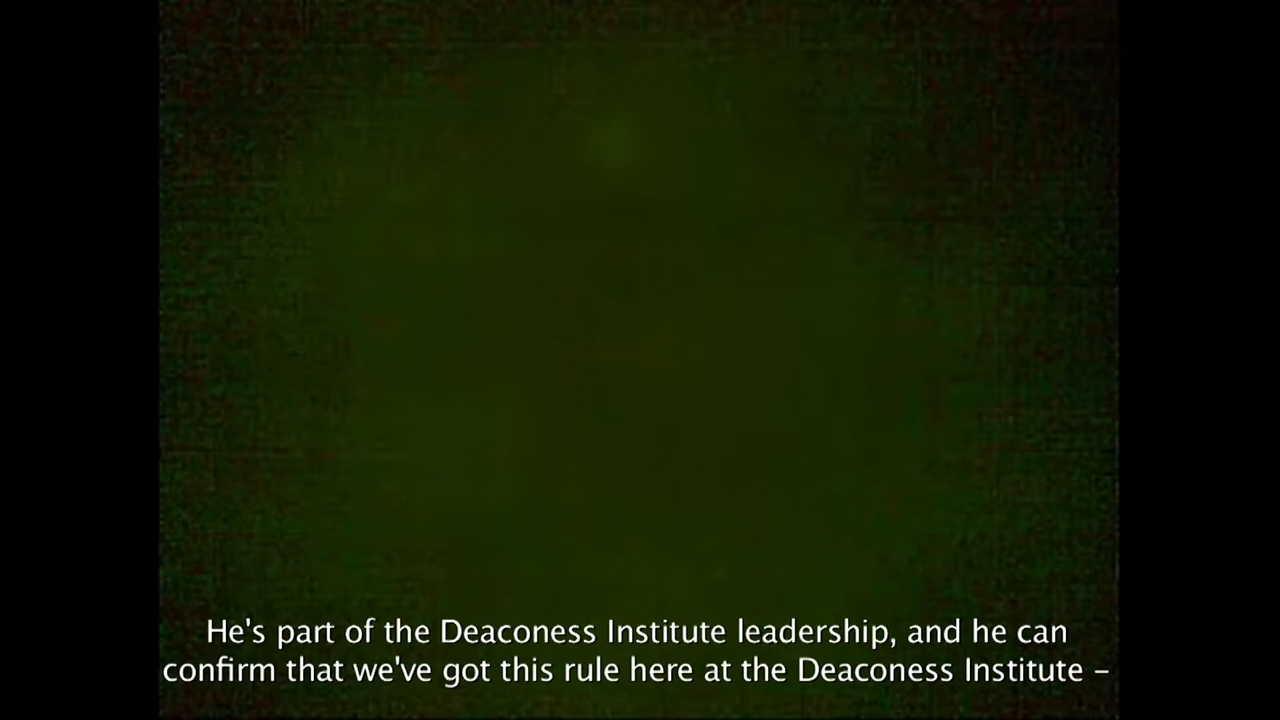 He's part of the Deaconess Institute leadership, and he can
confirm that we've got this rule here at the Deaconess Institute –